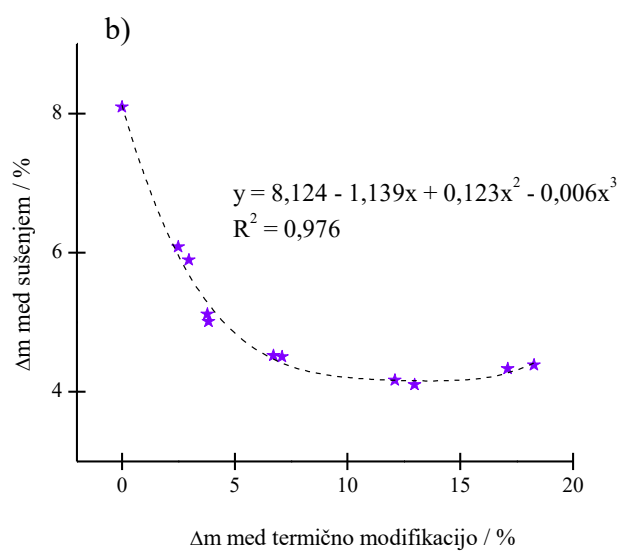 b)
8
6
4
Δm med sušenjem / %
y = 8,124 - 1,139x + 0,123x² - 0,006x³
R² = 0,976
0 5 10 15 20
Δm med termično modifikacijo / %